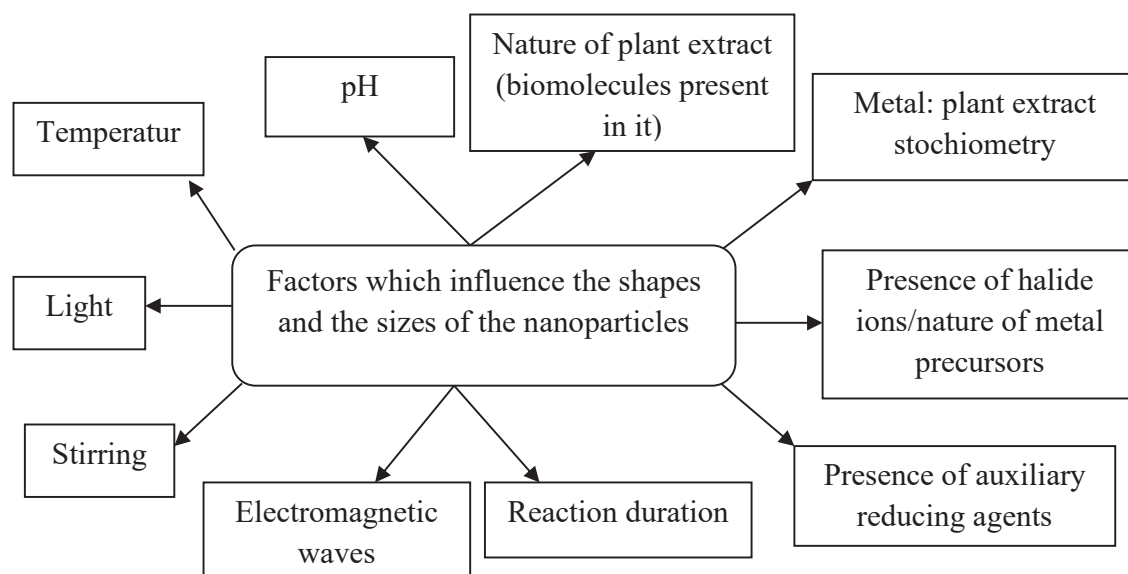 Nature of plant extract
(biomolecules present
in it)
pH
Metal: plant extract
stochiometry
Temperatur
Factors which influence the shapes
and the sizes of the nanoparticles
Light
Presence of halide
ions/nature of metal
precursors
Stirring
Electromagnetic
waves
Reaction duration
Presence of auxiliary
reducing agents